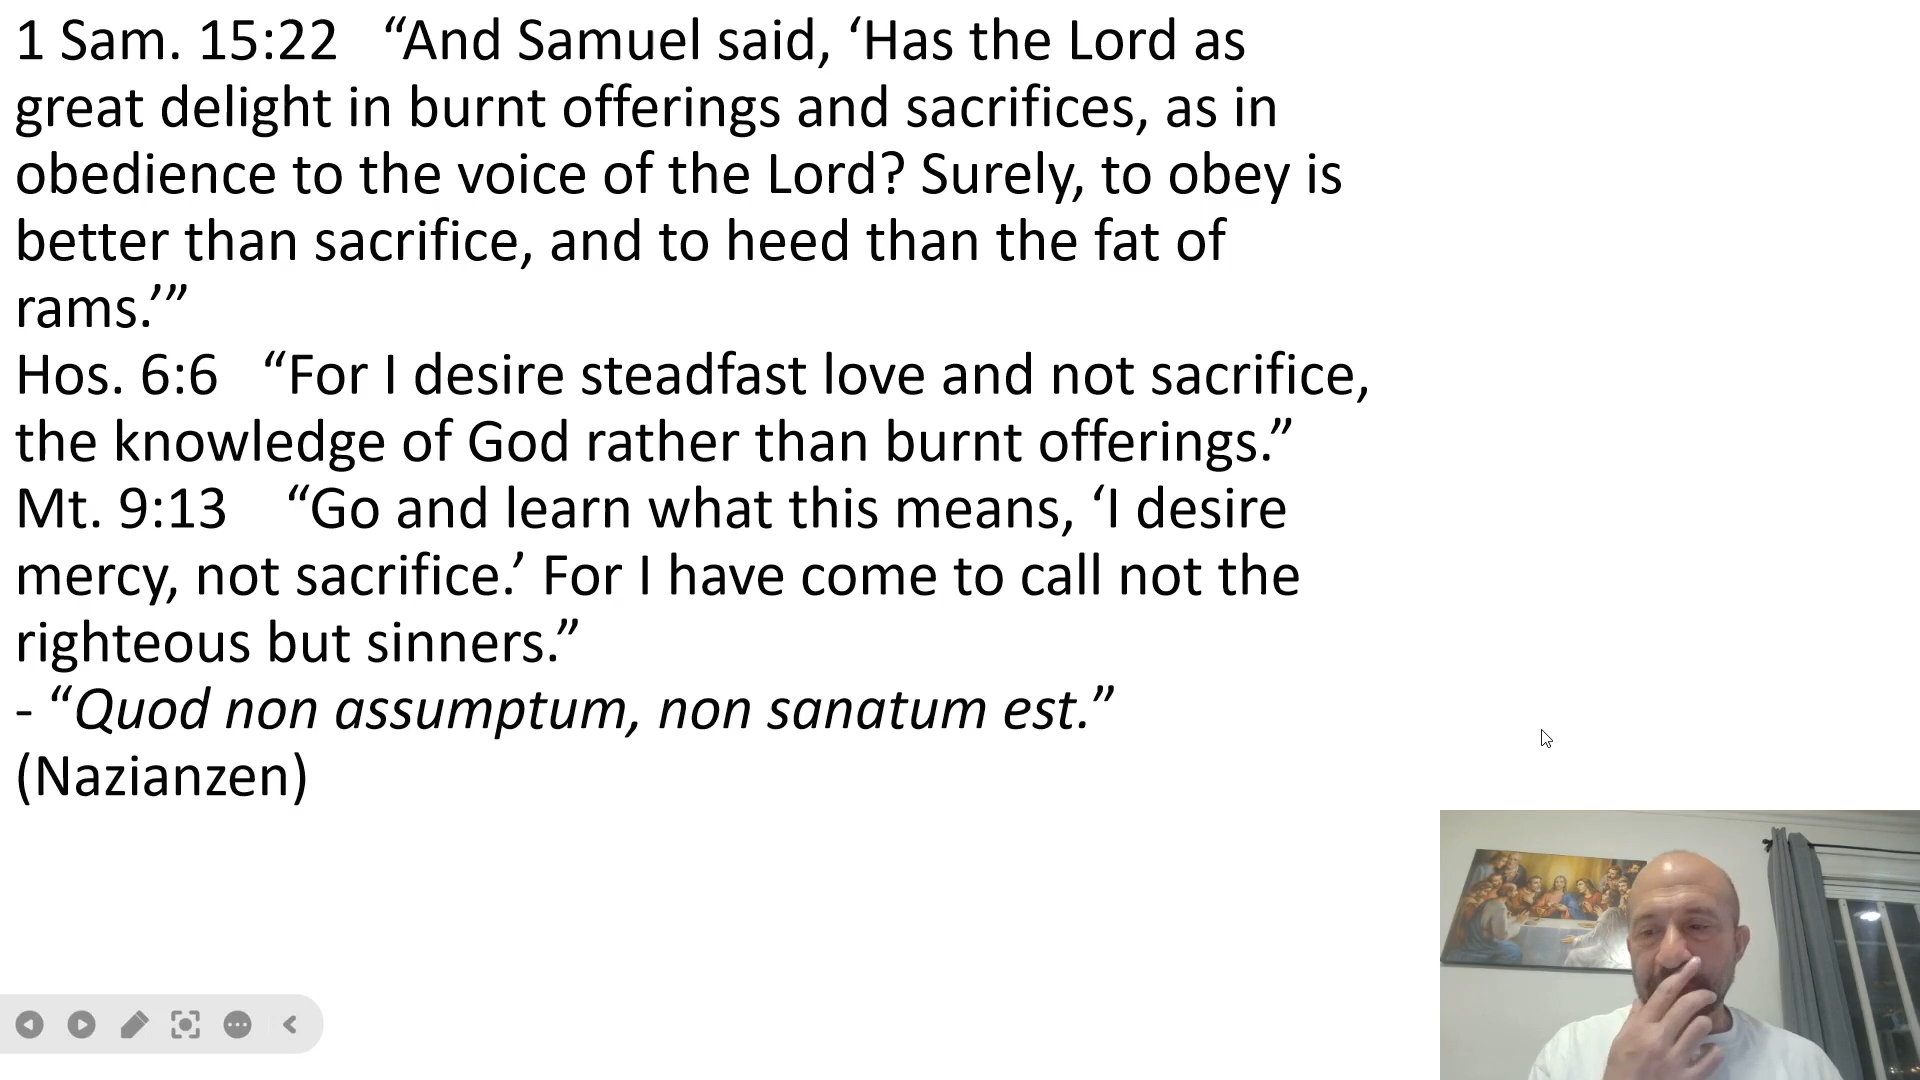 1 Sam. 15:22 “And Samuel said, ‘Has the Lord as
great delight in burnt offerings and sacrifices, as in
obedience to the voice of the Lord? Surely, to obey is
better than sacrifice, and to heed than the fat of
rams.’”
Hos. 6:6 “For I desire steadfast love and not sacrifice,
the knowledge of God rather than burnt offerings.”
Mt. 9:13 “Go and learn what this means, ‘I desire
mercy, not sacrifice.’ For I have come to call not the
righteous but sinners.”
- “Quod non assumptum, non sanatum est.”
(Nazianzen)